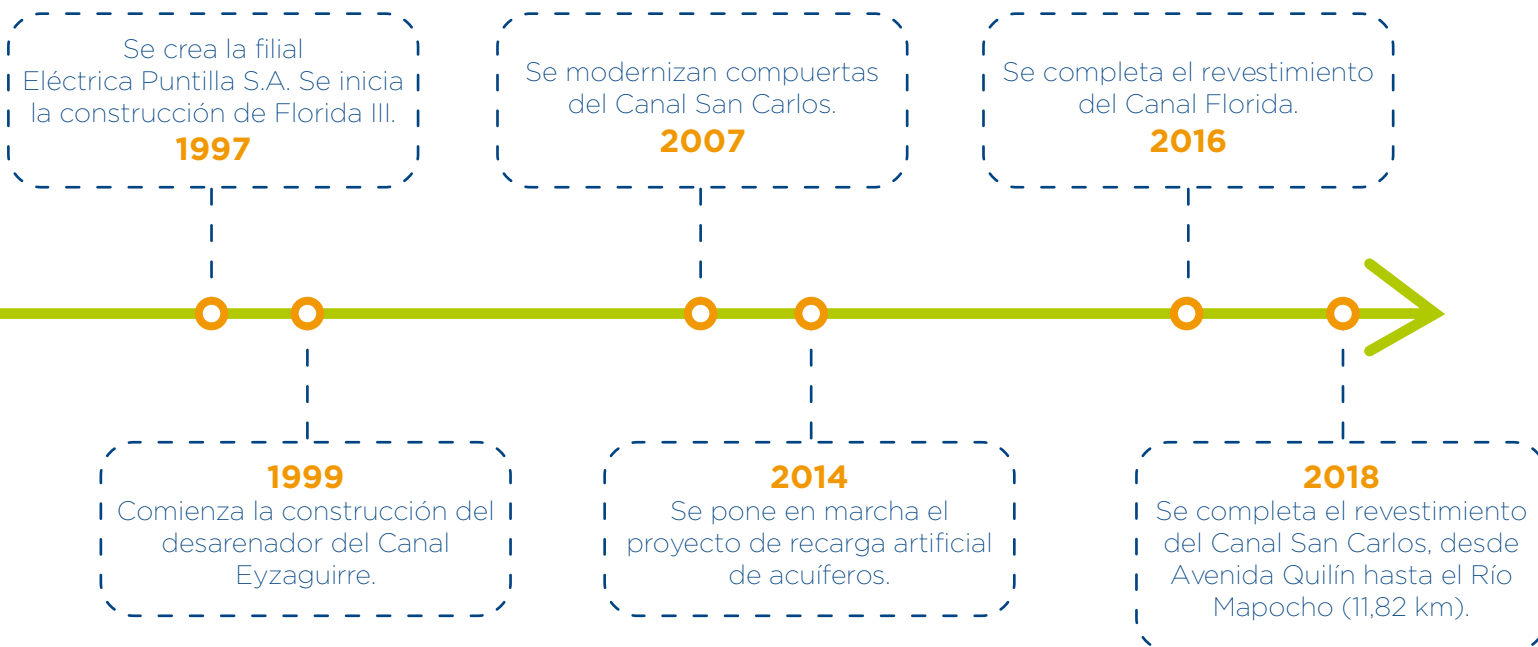 Se crea la filial
Eléctrica Puntilla S.A. Se inicia
la construcción de Florida III.
1997
1999
Comienza la construcción del
desarenador del Canal
Eyzaguirre.
Se modernizan compuertas
del Canal San Carlos.
2007
2014
Se pone en marcha el
proyecto de recarga artificial
de acuíferos.
Se completa el revestimiento
del Canal Florida.
2016
2018
Se completa el revestimiento
del Canal San Carlos, desde
Avenida Quilín hasta el Río
Mapocho (11,82 km).